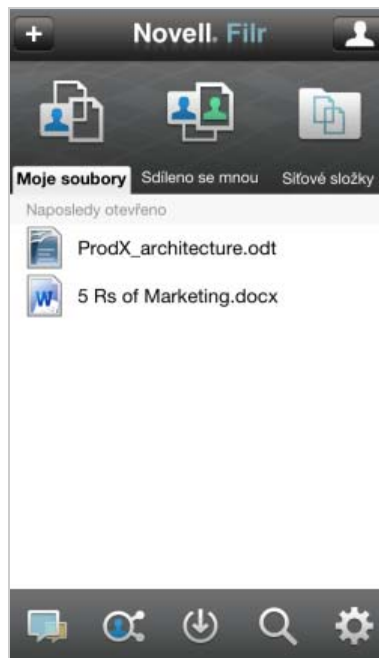 + Novell. Filr
Moje soubory Sdíleno se mnou Síťové složky
Naposledy otevřeno
ProdX_architecture.odt
W 5 Rs of Marketing.docx